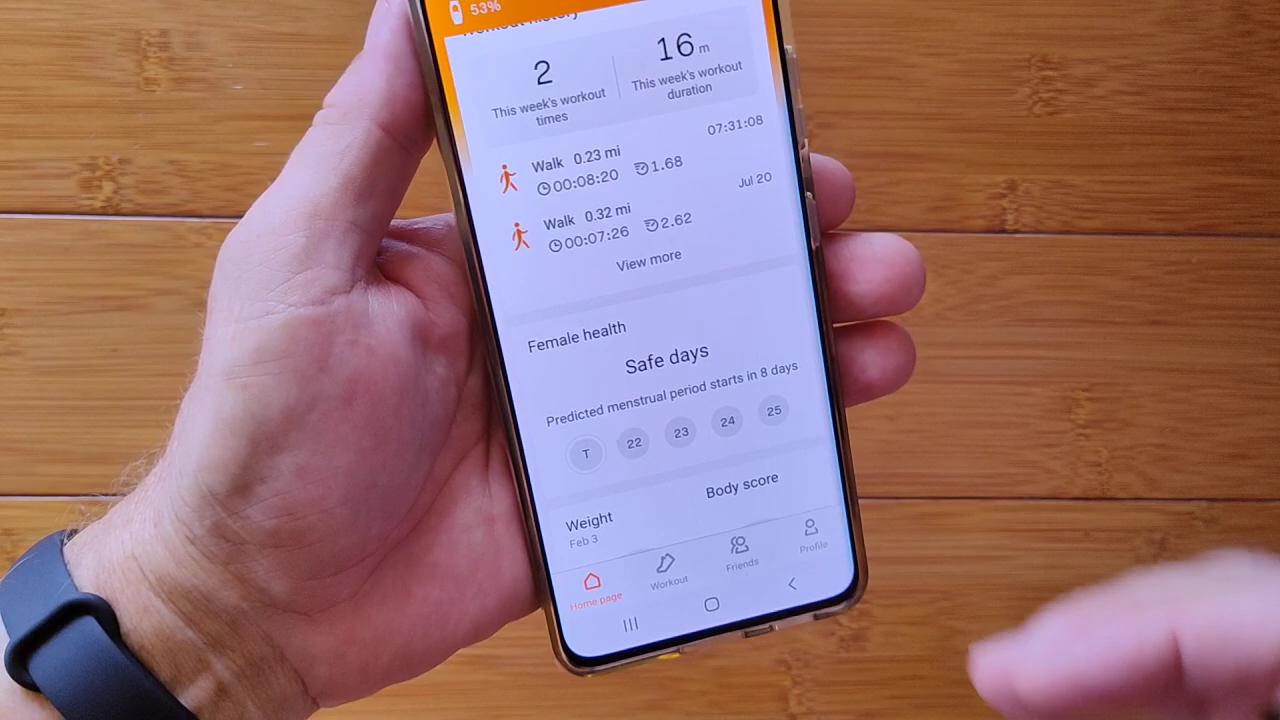 53%
Workout history
2
This week's workout
times
16 m
This week's workout
duration
07:31:08
Walk 0.23 mi
00:08:20 1.68
Jul 20
Walk 0.32 mi
00:07:26 2.62
View more
Female health
Safe days
Predicted menstrual period starts in 8 days
T 22 23 24 25
Weight
Feb 3
Body score
Home page Workout Friends Profile